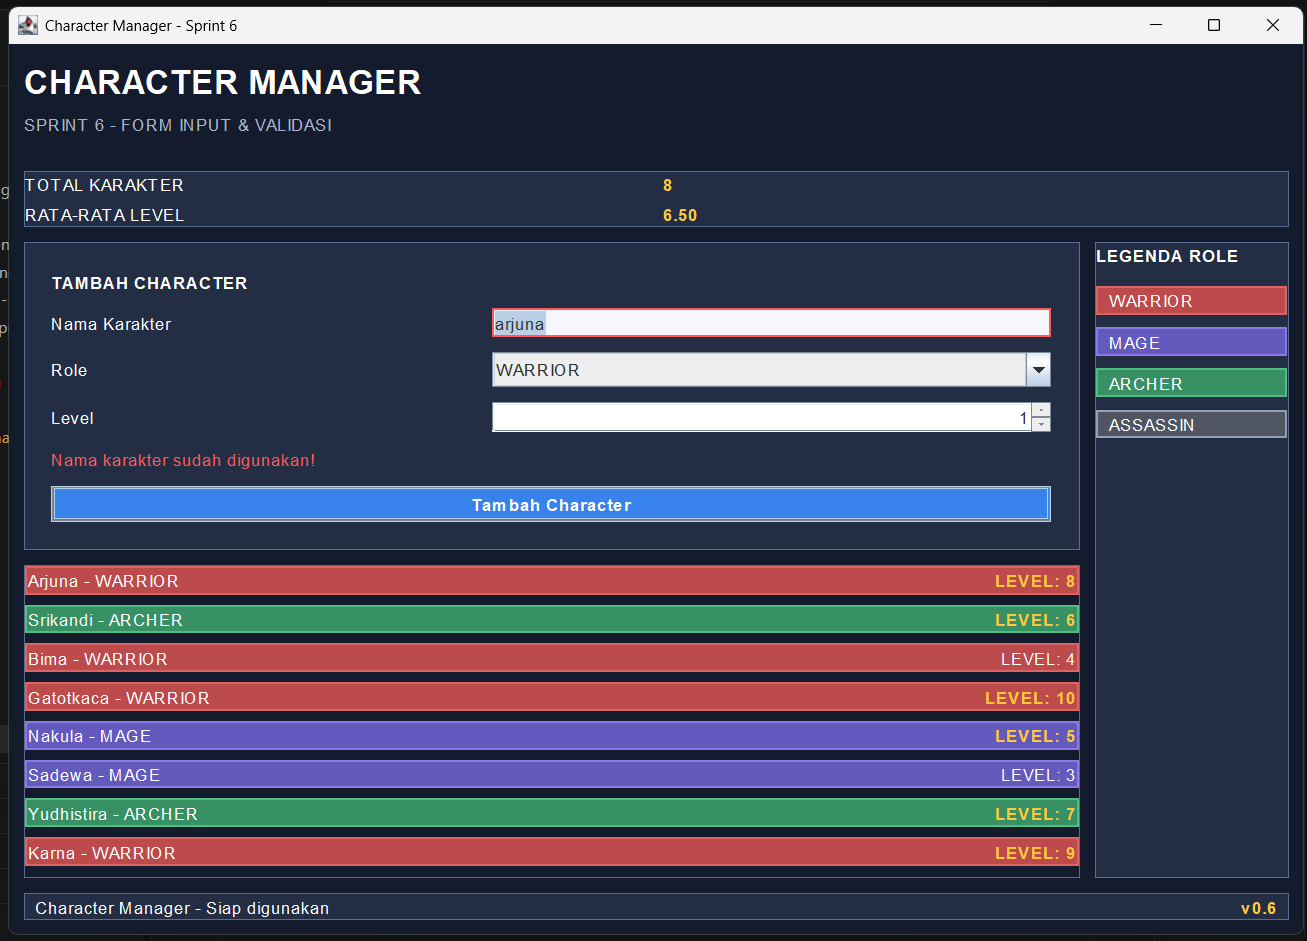 Character Manager - Sprint 6
CHARACTER MANAGER
SPRINT 6 - FORM INPUT & VALIDASI
TOTAL KARAKTER 8
RATA-RATA LEVEL 6.50
TAMBAH CHARACTER
Nama Karakter arjuna
Role WARRIOR
Level 1
Nama karakter sudah digunakan!
Tambah Character
LEGENDA ROLE
WARRIOR
MAGE
ARCHER
ASSASSIN
Arjuna - WARRIOR LEVEL: 8
Srikandi - ARCHER LEVEL: 6
Bima - WARRIOR LEVEL: 4
Gatotkaca - WARRIOR LEVEL: 10
Nakula - MAGE LEVEL: 5
Sadewa - MAGE LEVEL: 3
Yudhistira - ARCHER LEVEL: 7
Karna - WARRIOR LEVEL: 9
Character Manager - Siap digunakan v0.6